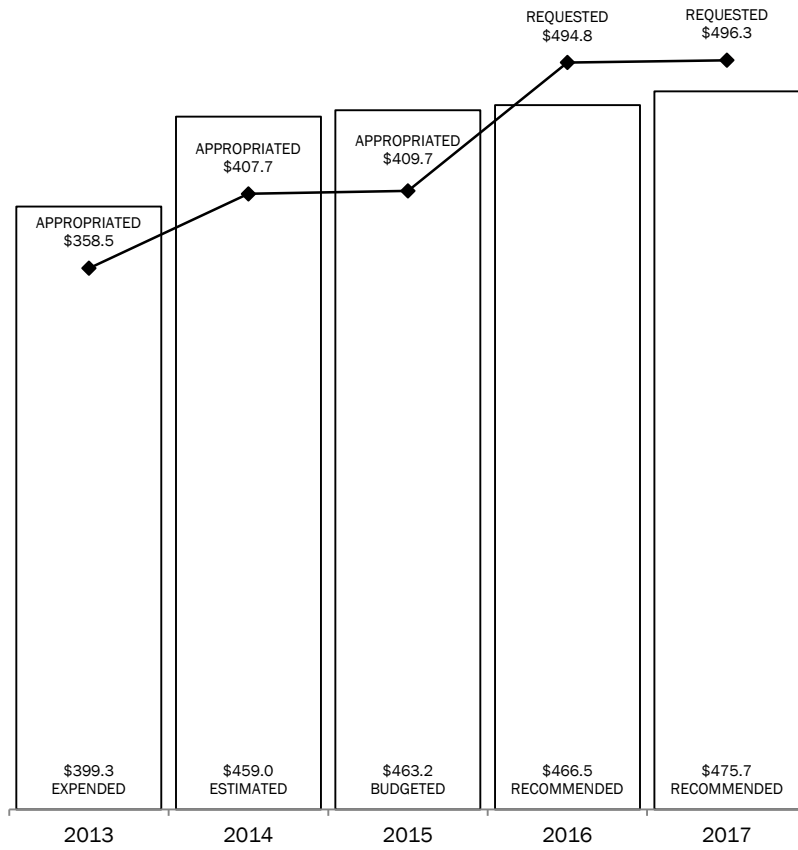 REQUESTED
$494.8
REQUESTED
$496.3
APPROPRIATED
$358.5
APPROPRIATED
$407.7
APPROPRIATED
$409.7
$399.3
EXPENDED
$459.0
ESTIMATED
$463.2
BUDGETED
$466.5
RECOMMENDED
$475.7
RECOMMENDED
2013
2014
2015
2016
2017